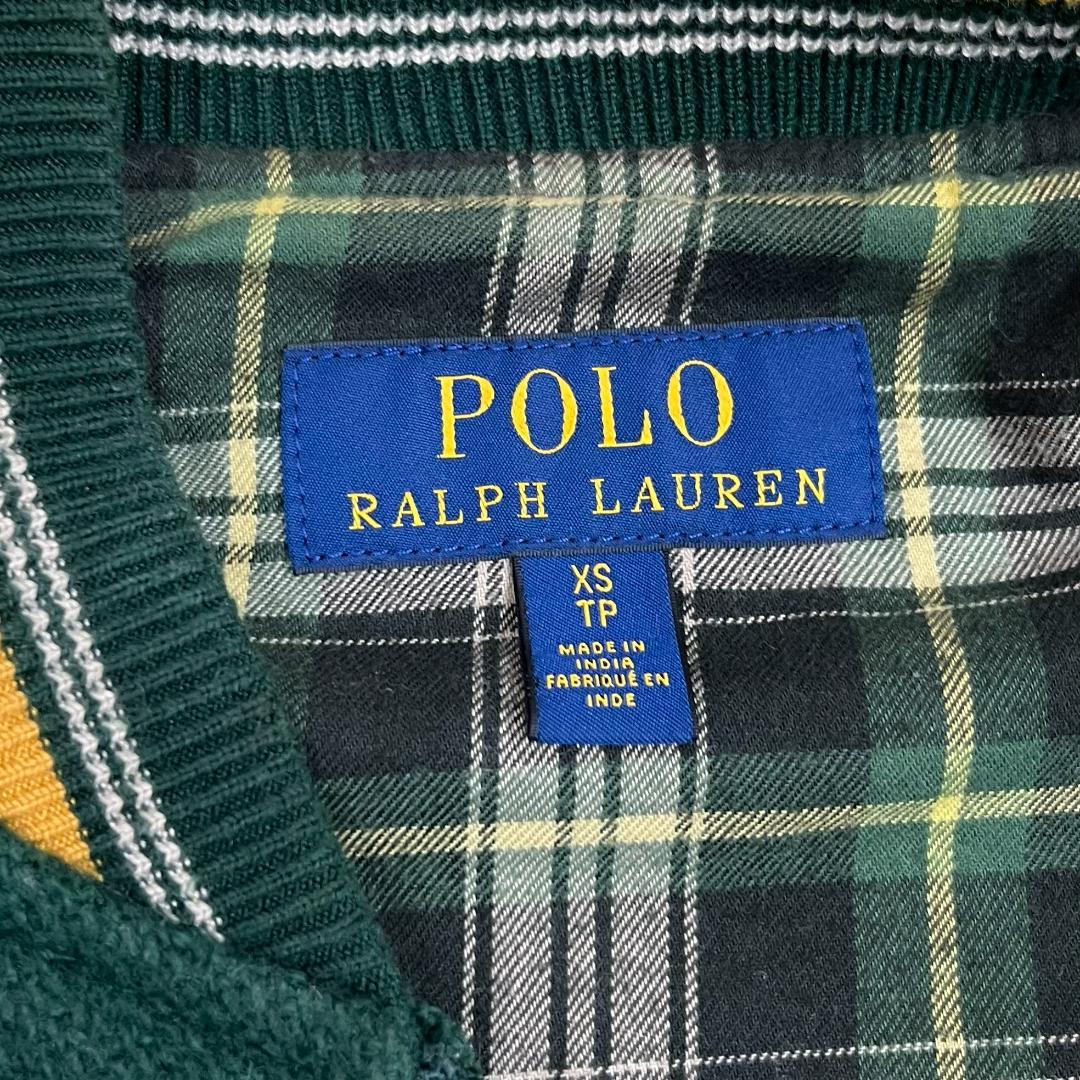 POLO
RALPH LAUREN
XS
TP
MADE IN
INDIA
FABRIQUÉ EN
INDE